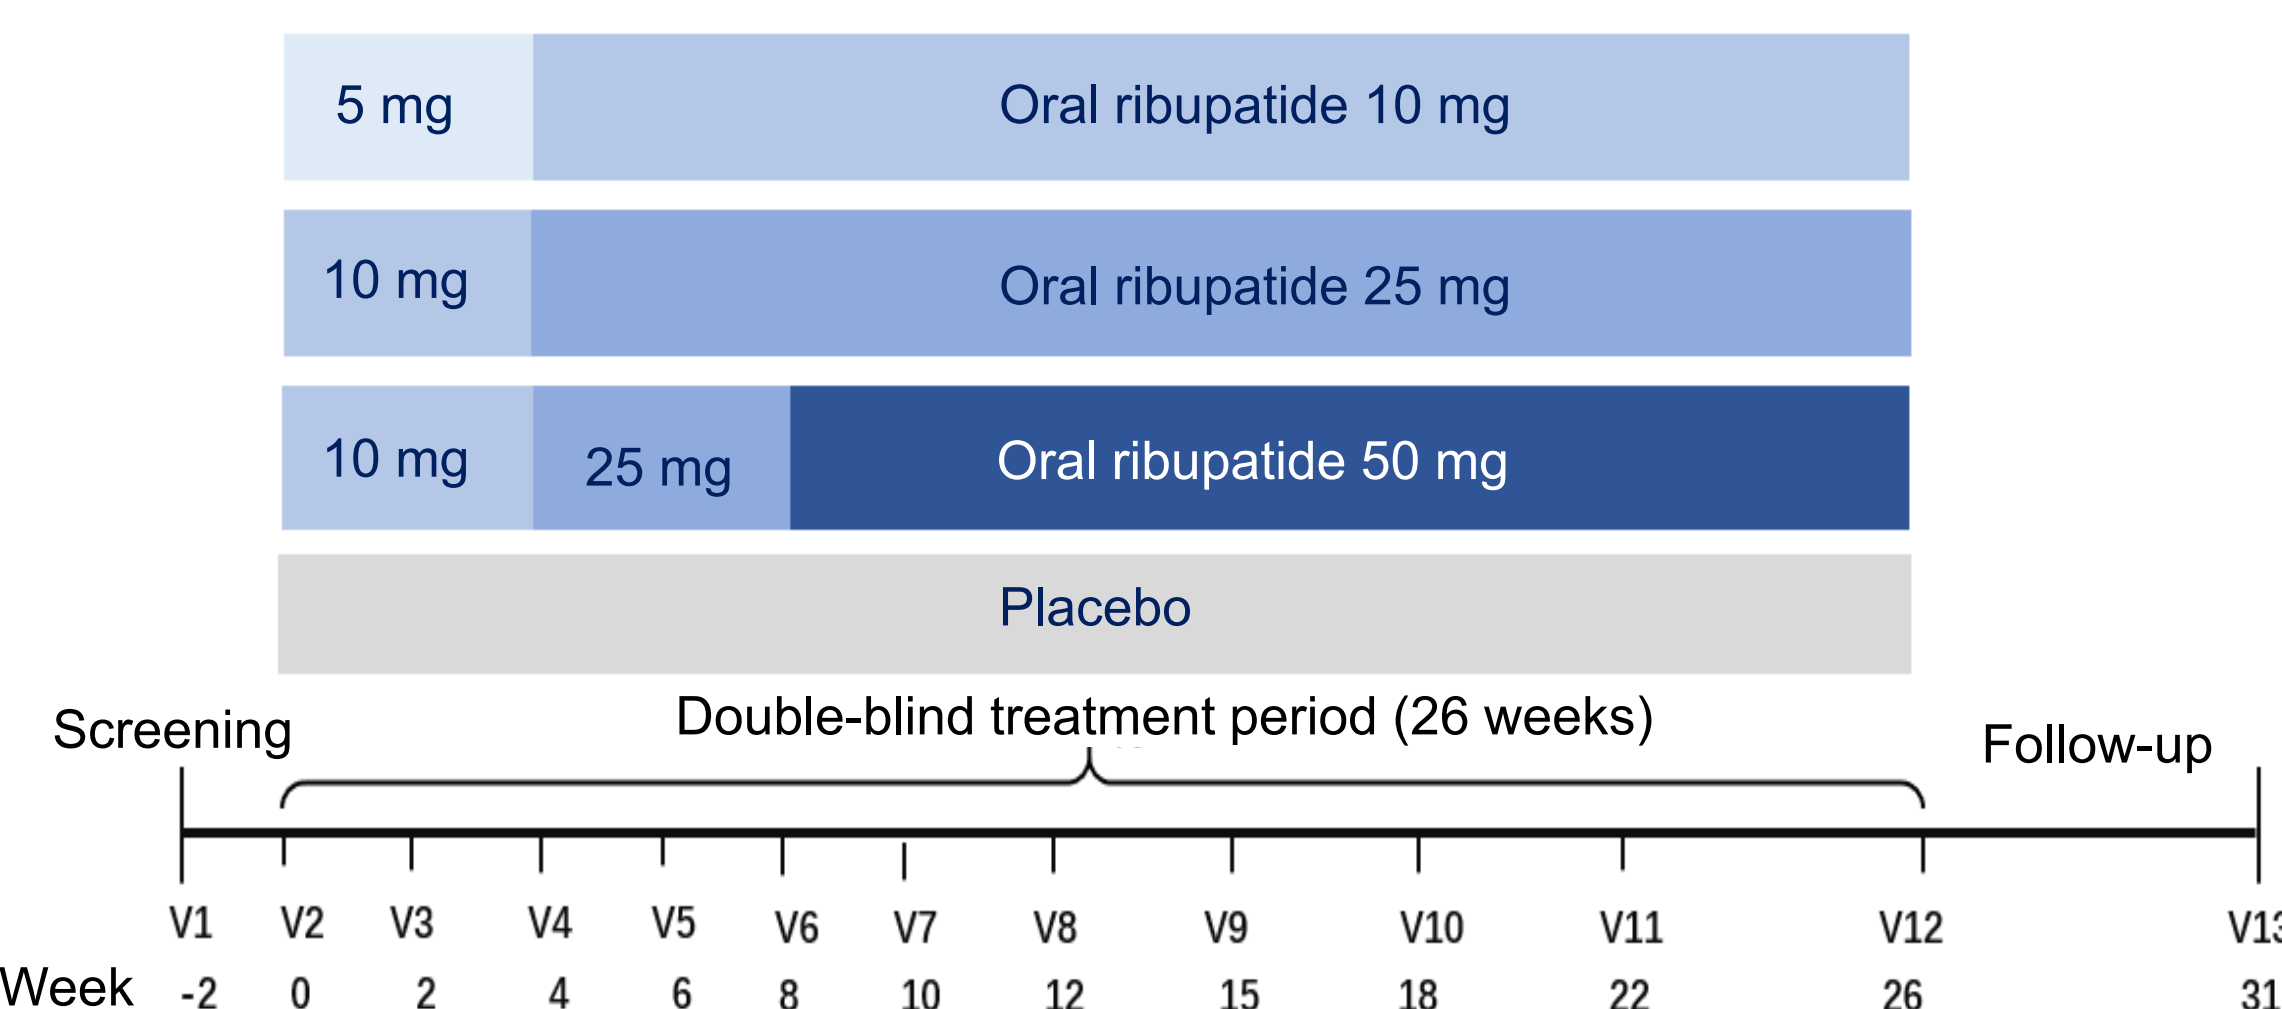 5 mg Oral ribupatide 10 mg
10 mg Oral ribupatide 25 mg
10 mg 25 mg Oral ribupatide 50 mg
Placebo
Screening Double-blind treatment period (26 weeks) Follow-up
V1 V2 V3 V4 V5 V6 V7 V8 V9 V10 V11 V12 V13
Week -2 0 2 4 6 8 10 12 15 18 22 26 31